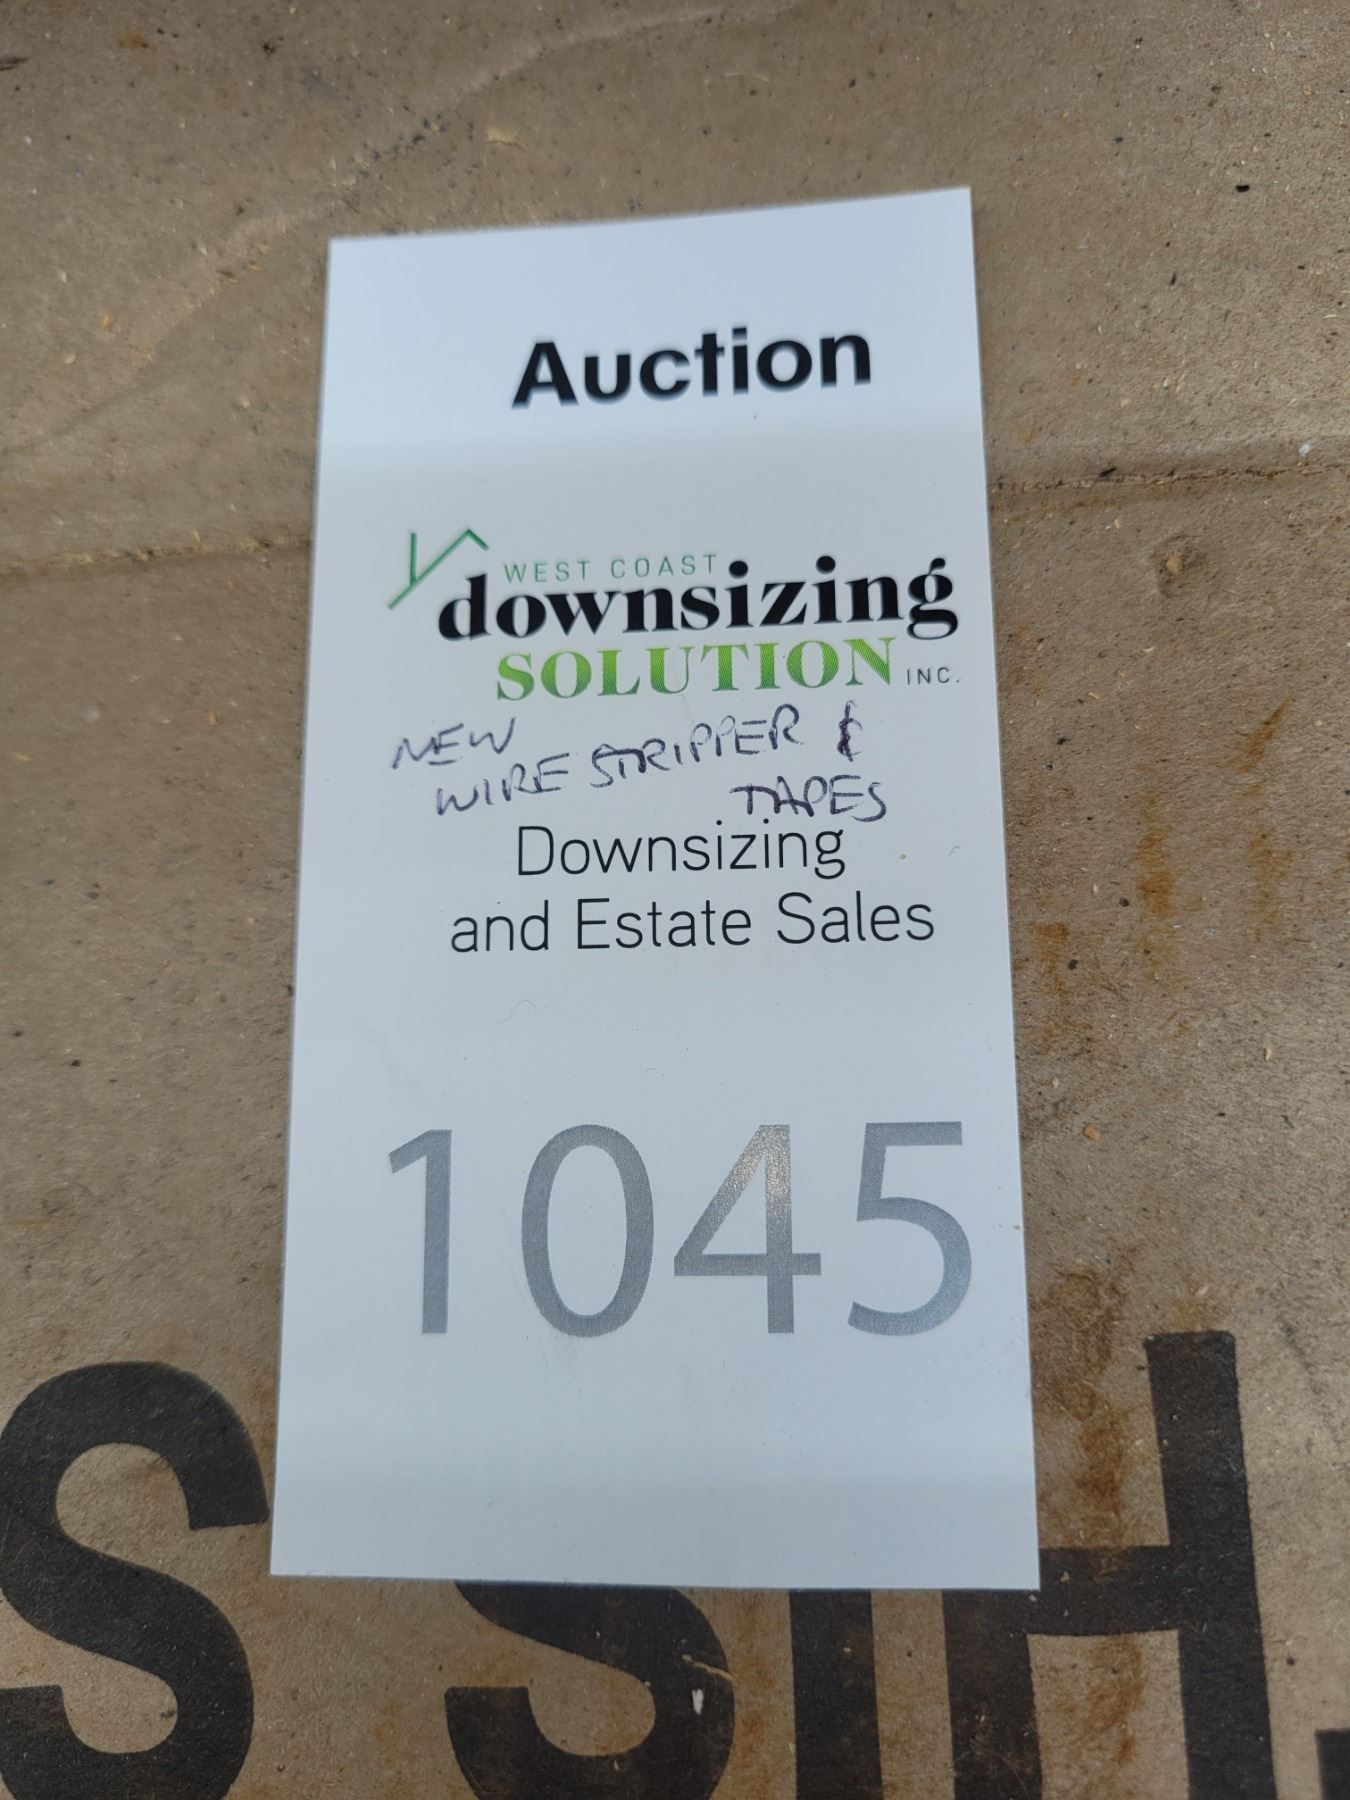 Auction
WEST COAST
downsizing
SOLUTION INC.
NEW
WIRE STRIPPER &
TAPES
Downsizing
and Estate Sales
1045